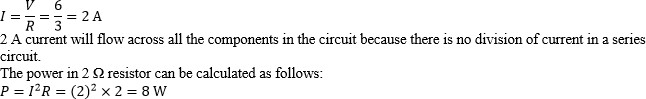 I = V/R = 6/3 = 2 A
2 A current will flow across all the components in the circuit because there is no division of current in a series
circuit.
The power in 2 Ω resistor can be calculated as follows:
P = I²R = (2)² × 2 = 8 W